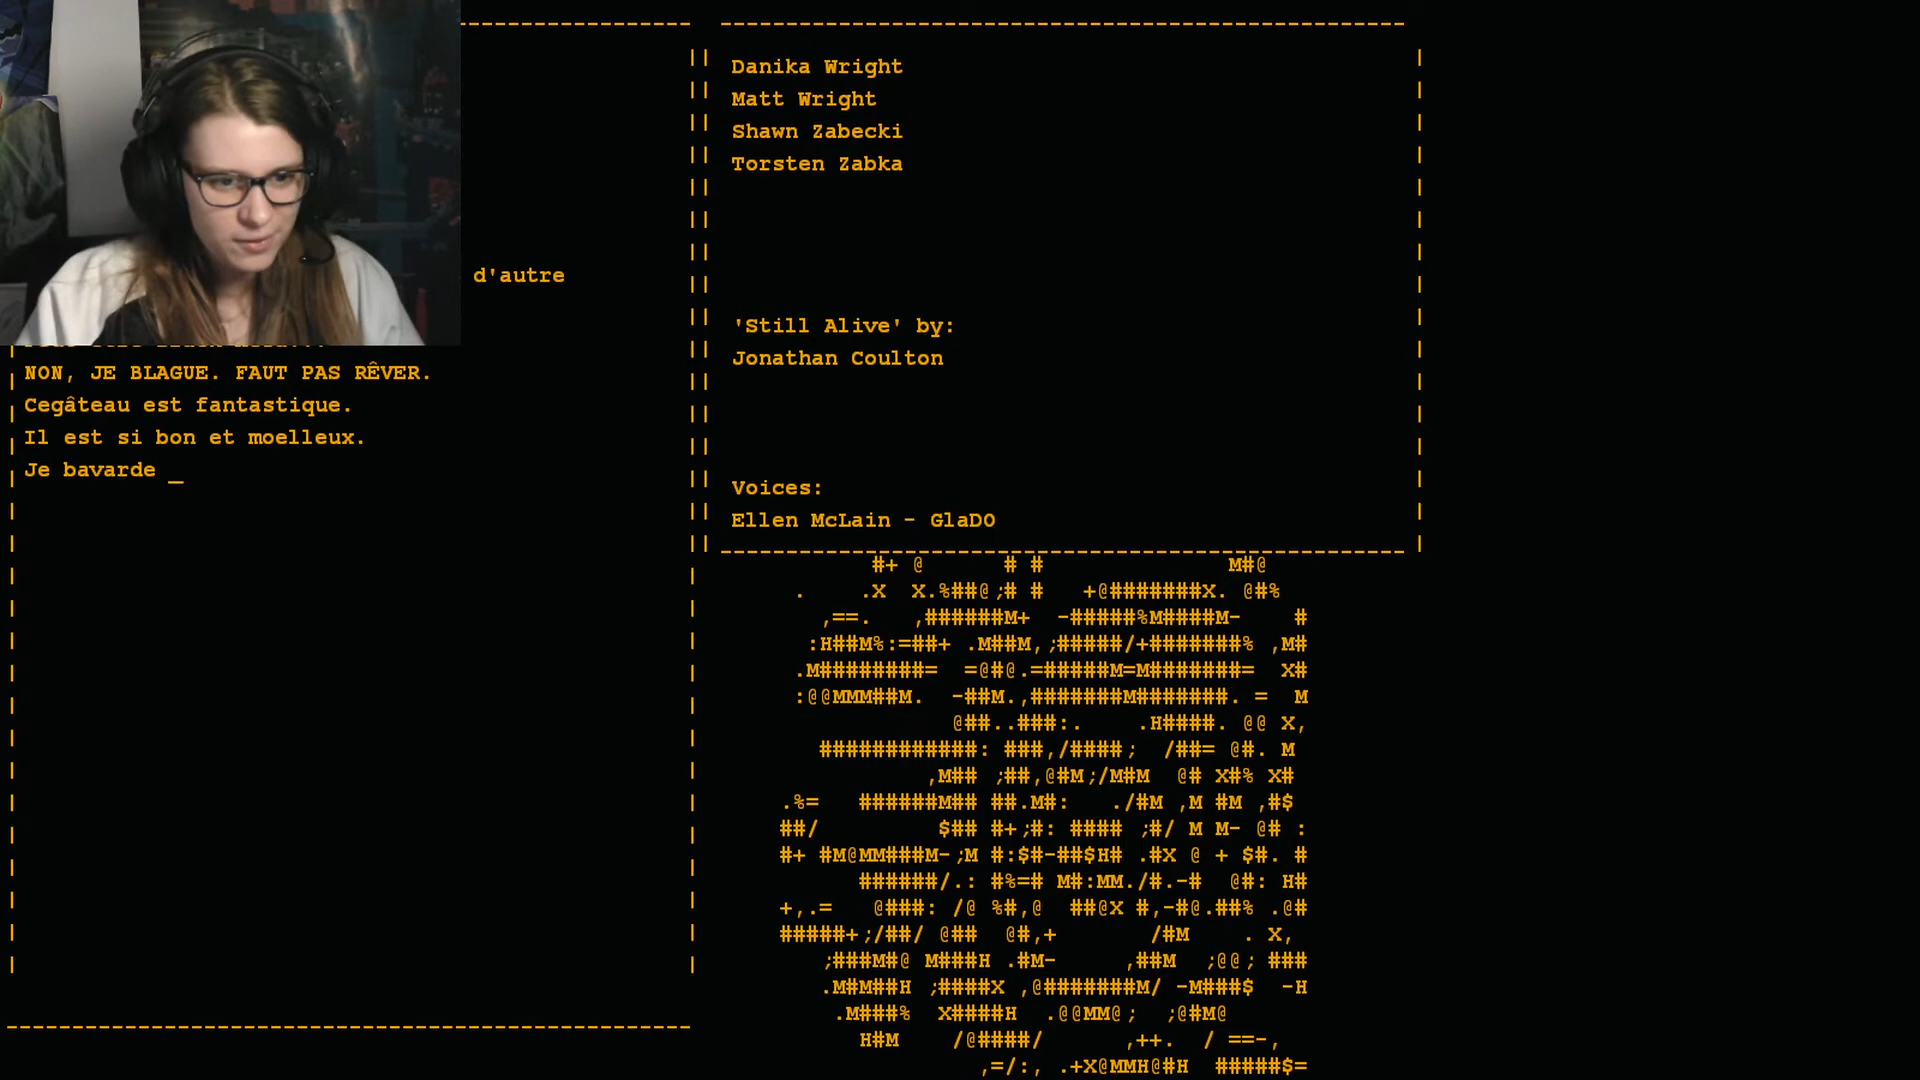 d'autre
NON, JE BLAGUE. FAUT PAS RÊVER.
Cegâteau est fantastique.
Il est si bon et moelleux.
Je bavarde _
Danika Wright
Matt Wright
Shawn Zabecki
Torsten Zabka
'Still Alive' by:
Jonathan Coulton
Voices:
Ellen McLain - GlaDO